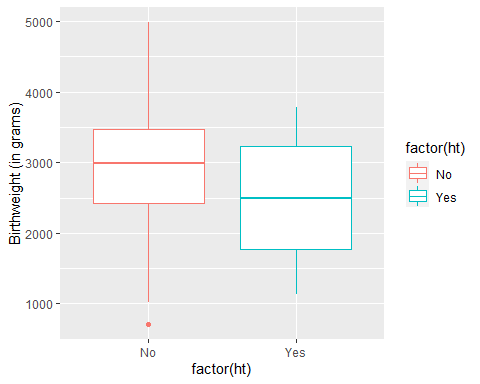 Birthweight (in grams)
5000
4000
3000
2000
1000
No Yes
factor(ht)
factor(ht)
No
Yes